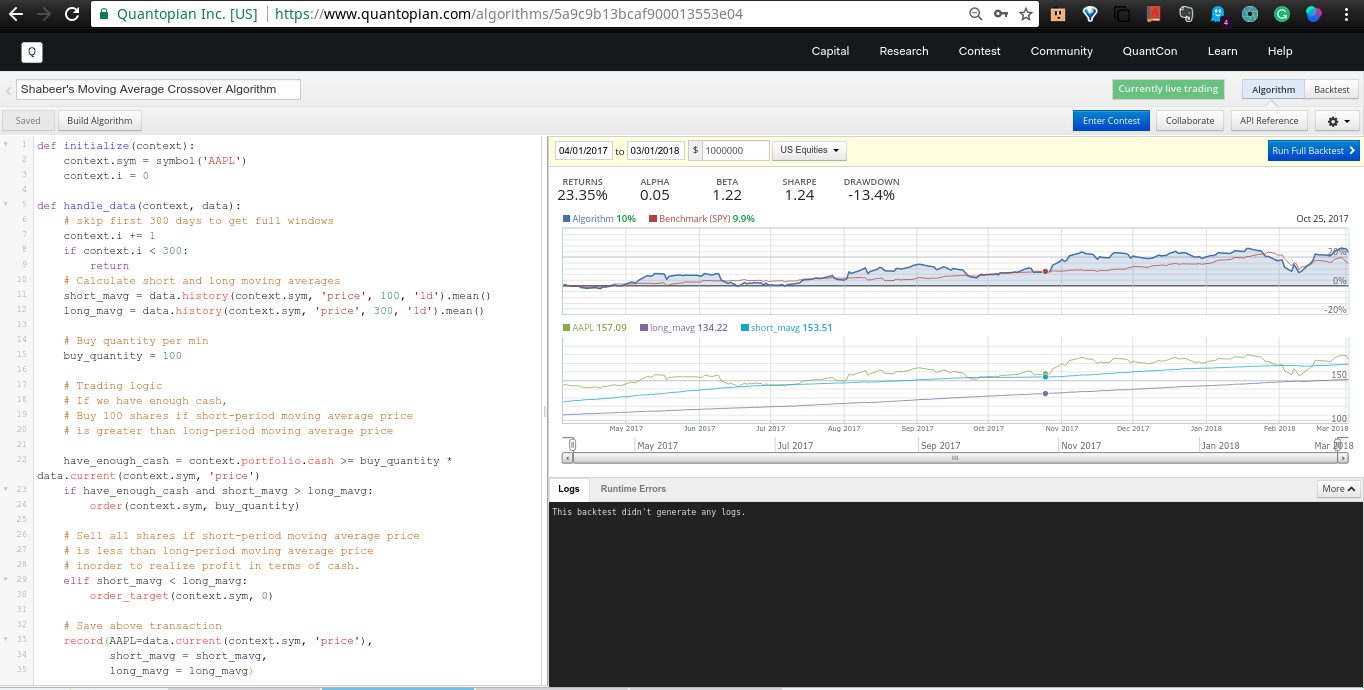 Quantopian Inc. [US] https://www.quantopian.com/algorithms/5a9c9b13bcaf900013553e04
4
Q Capital Research Contest Community QuantCon Learn Help
Shabeer's Moving Average Crossover Algorithm Currently live trading Algorithm Backtest
Saved Build Algorithm Enter Contest Collaborate API Reference
1 def initialize(context):
2 context.sym = symbol('AAPL')
3 context.i = 0
4
5 def handle_data(context, data):
6 # skip first 300 days to get full windows
7 context.i += 1
8 if context.i < 300:
9 return
10 # Calculate short and long moving averages
11 short_mavg = data.history(context.sym, 'price', 100, '1d').mean()
12 long_mavg = data.history(context.sym, 'price', 300, '1d').mean()
13
14 # Buy quantity per min
15 buy_quantity = 100
16
17 # Trading logic
18 # If we have enough cash,
19 # Buy 100 shares if short-period moving average price
20 # is greater than long-period moving average price
21
22 have_enough_cash = context.portfolio.cash >= buy_quantity *
data.current(context.sym, 'price')
23 if have_enough_cash and short_mavg > long_mavg:
24 order(context.sym, buy_quantity)
25
26 # Sell all shares if short-period moving average price
27 # is less than long-period moving average price
28 # inorder to realize profit in terms of cash.
29 elif short_mavg < long_mavg:
30 order_target(context.sym, 0)
31
32 # Save above transaction
33 record(AAPL=data.current(context.sym, 'price'),
34 short_mavg = short_mavg,
35 long_mavg = long_mavg)
04/01/2017 to 03/01/2018 $ 1000000 US Equities Run Full Backtest
RETURNS ALPHA BETA SHARPE DRAWDOWN
23.35% 0.05 1.22 1.24 -13.4%
Algorithm 10% Benchmark (SPY) 9.9% Oct 25, 2017
20%
0%
-20%
AAPL 157.09 long_mavg 134.22 short_mavg 153.51
150
100
May 2017 Jun 2017 Jul 2017 Aug 2017 Sep 2017 Oct 2017 Nov 2017 Dec 2017 Jan 2018 Feb 2018 Mar 2018
May 2017 Jul 2017 Sep 2017 Nov 2017 Jan 2018 Mar 2018
Logs Runtime Errors More
This backtest didn't generate any logs.